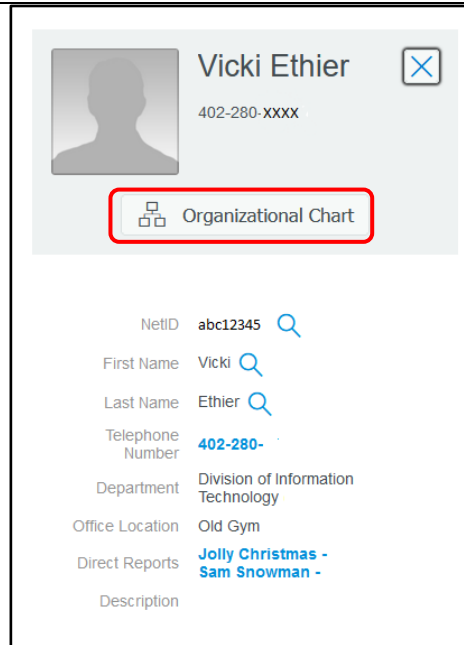 Vicki Ethier
402-280-xxxx
Organizational Chart
NetID abc12345
First Name Vicki
Last Name Ethier
Telephone
Number 402-280-
Department Division of Information
Technology
Office Location Old Gym
Direct Reports Jolly Christmas -
Sam Snowman -
Description